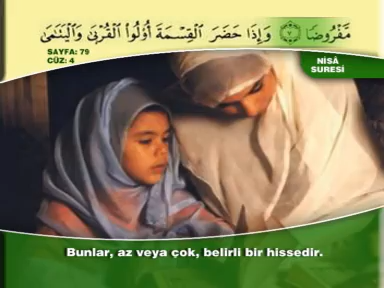 مَّفْرُوضًا ٧ وَإِذَا حَضَرَ الْقِسْمَةَ أُوْلُواْ الْقُرْبَىٰ وَالْيَتَامَىٰ
SAYFA: 79
CÜZ: 4
NİSÂ
SURESİ
Bunlar, az veya çok, belirli bir hissedir.